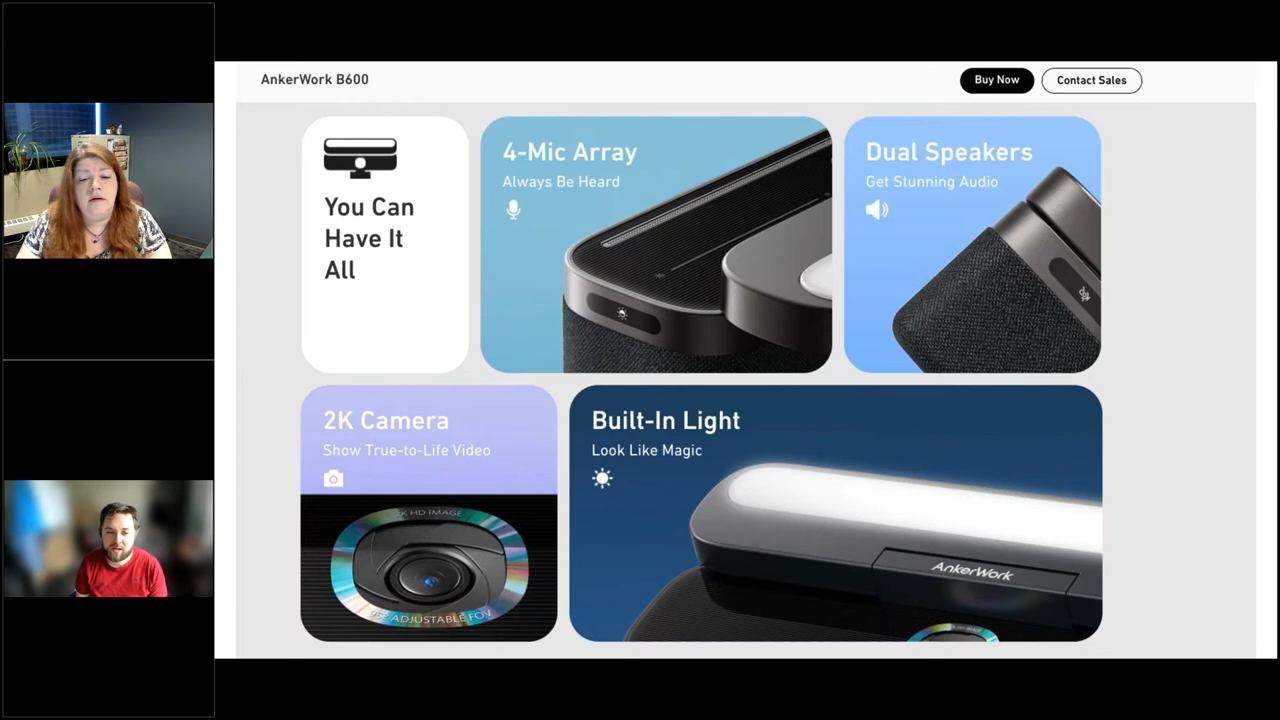 AnkerWork B600
Buy Now
Contact Sales
You Can
Have It
All
4-Mic Array
Always Be Heard
Dual Speakers
Get Stunning Audio
2K Camera
Show True-to-Life Video
2K HD IMAGE
ADJUSTABLE FOV
Built-In Light
Look Like Magic
AnkerWork